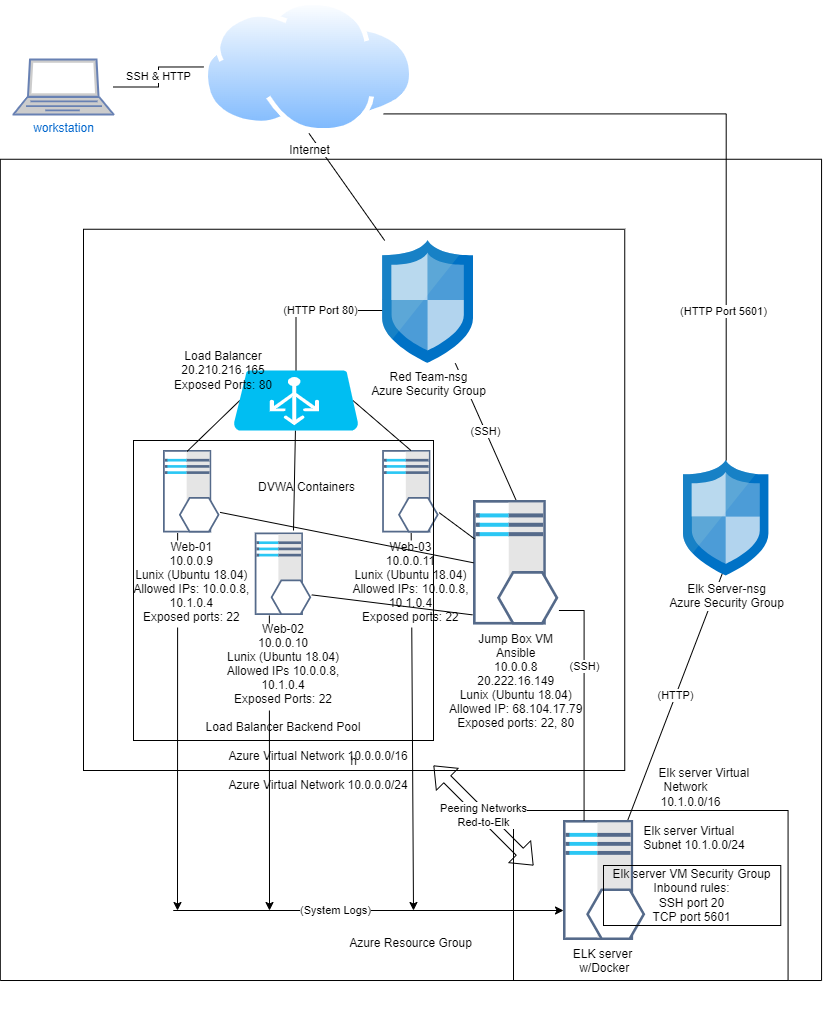 SSH & HTTP
workstation
Internet
(HTTP Port 80)
(HTTP Port 5601)
Load Balancer
20.210.216.165
Exposed Ports: 80
Red Team-nsg
Azure Security Group
(SSH)
DVWA Containers
Web-01
10.0.0.9
Lunix (Ubuntu 18.04)
Allowed IPs: 10.0.0.8,
10.1.0.4
Exposed ports: 22
Web-03
10.0.0.11
Lunix (Ubuntu 18.04)
Allowed IPs: 10.0.0.8,
10.1.0.4
Exposed ports: 22
Web-02
10.0.0.10
Lunix (Ubuntu 18.04)
Allowed IPs 10.0.0.8,
10.1.0.4
Exposed Ports: 22
Jump Box VM
Ansible
10.0.0.8
20.222.16.149
Lunix (Ubuntu 18.04)
Allowed IP: 68.104.17.79
Exposed ports: 22, 80
(SSH)
Elk Server-nsg
Azure Security Group
(HTTP)
Load Balancer Backend Pool
Azure Virtual Network 10.0.0.0/16
Azure Virtual Network 10.0.0.0/24
Peering Networks
Red-to-Elk
Elk server Virtual
Network
10.1.0.0/16
Elk server Virtual
Subnet 10.1.0.0/24
Elk server VM Security Group
Inbound rules:
SSH port 20
TCP port 5601
(System Logs)
Azure Resource Group
ELK server
w/Docker